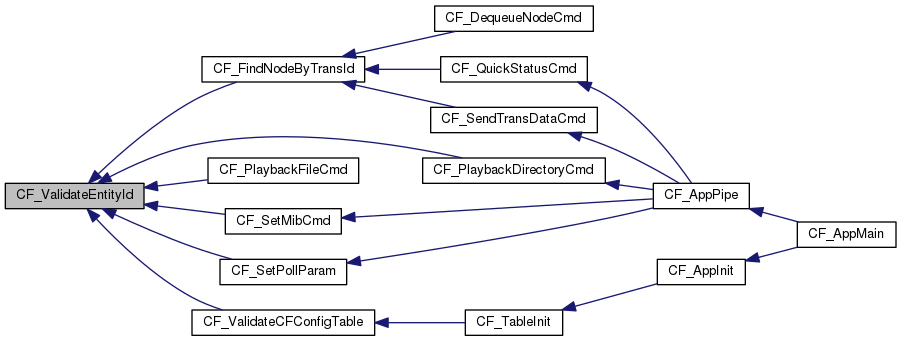 CF_DequeueNodeCmd
CF_FindNodeByTransId
CF_QuickStatusCmd
CF_SendTransDataCmd
CF_PlaybackFileCmd
CF_PlaybackDirectoryCmd
CF_ValidateEntityId
CF_AppPipe
CF_SetMibCmd
CF_AppMain
CF_SetPollParam
CF_AppInit
CF_ValidateCFConfigTable
CF_TableInit